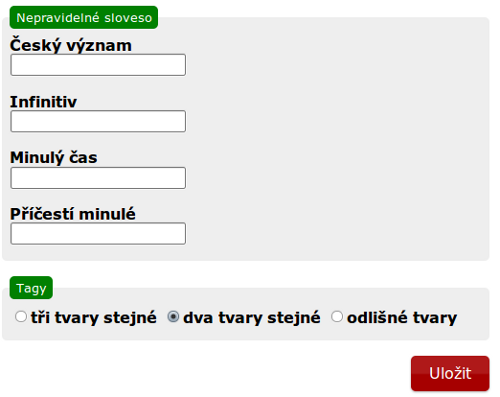 Nepravidelné sloveso
Český význam
Infinitiv
Minulý čas
Příčestí minulé
Tagy
tři tvary stejné dva tvary stejné odlišné tvary
Uložit